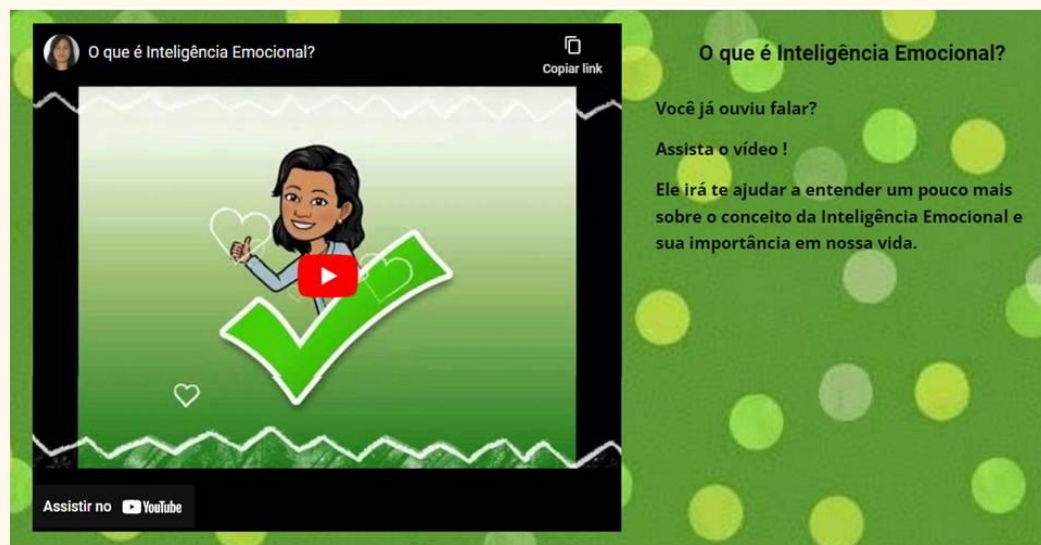 O que é Inteligência Emocional?
Copiar link
Assistir no YouTube
O que é Inteligência Emocional?
Você já ouviu falar?
Assista o vídeo !
Ele irá te ajudar a entender um pouco mais
sobre o conceito da Inteligência Emocional e
sua importância em nossa vida.